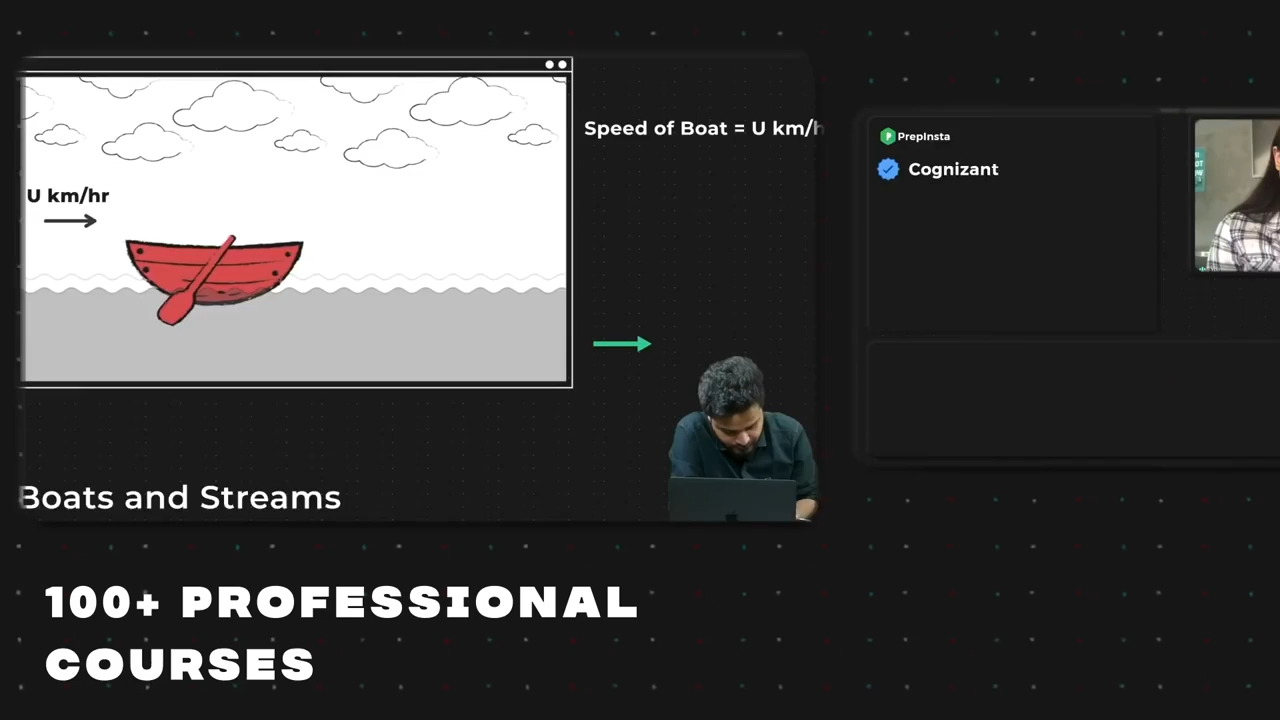 Speed of Boat = U km/h
U km/hr
Boats and Streams
PrepInsta
Cognizant
100+ PROFESSIONAL
COURSES